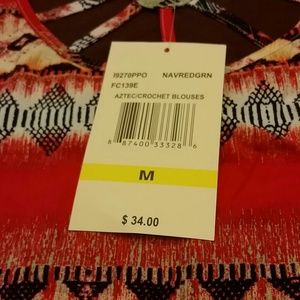 I9270PPO NAVREDGRN
FC139E
AZTEC/CROCHET BLOUSES
8 87400 33328 6
M
$ 34.00